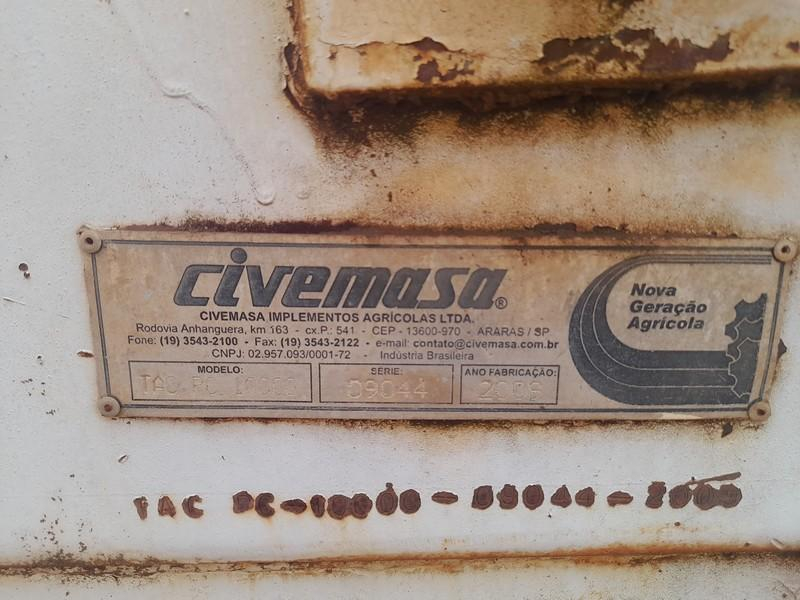 civemasa®
CIVEMASA IMPLEMENTOS AGRÍCOLAS LTDA.
Rodovia Anhanguera, km 163 - cx.P.: 541 - CEP - 13600-970 - ARARAS / SP
Fone: (19) 3543-2100 - Fax: (19) 3543-2122 - e-mail: contato@civemasa.com.br
CNPJ: 02.957.093/0001-72 - Indústria Brasileira
Nova
Geração
Agrícola
MODELO:
TAC
SÉRIE:
09044
ANO FABRICAÇÃO:
TAC PC-10000-09044-